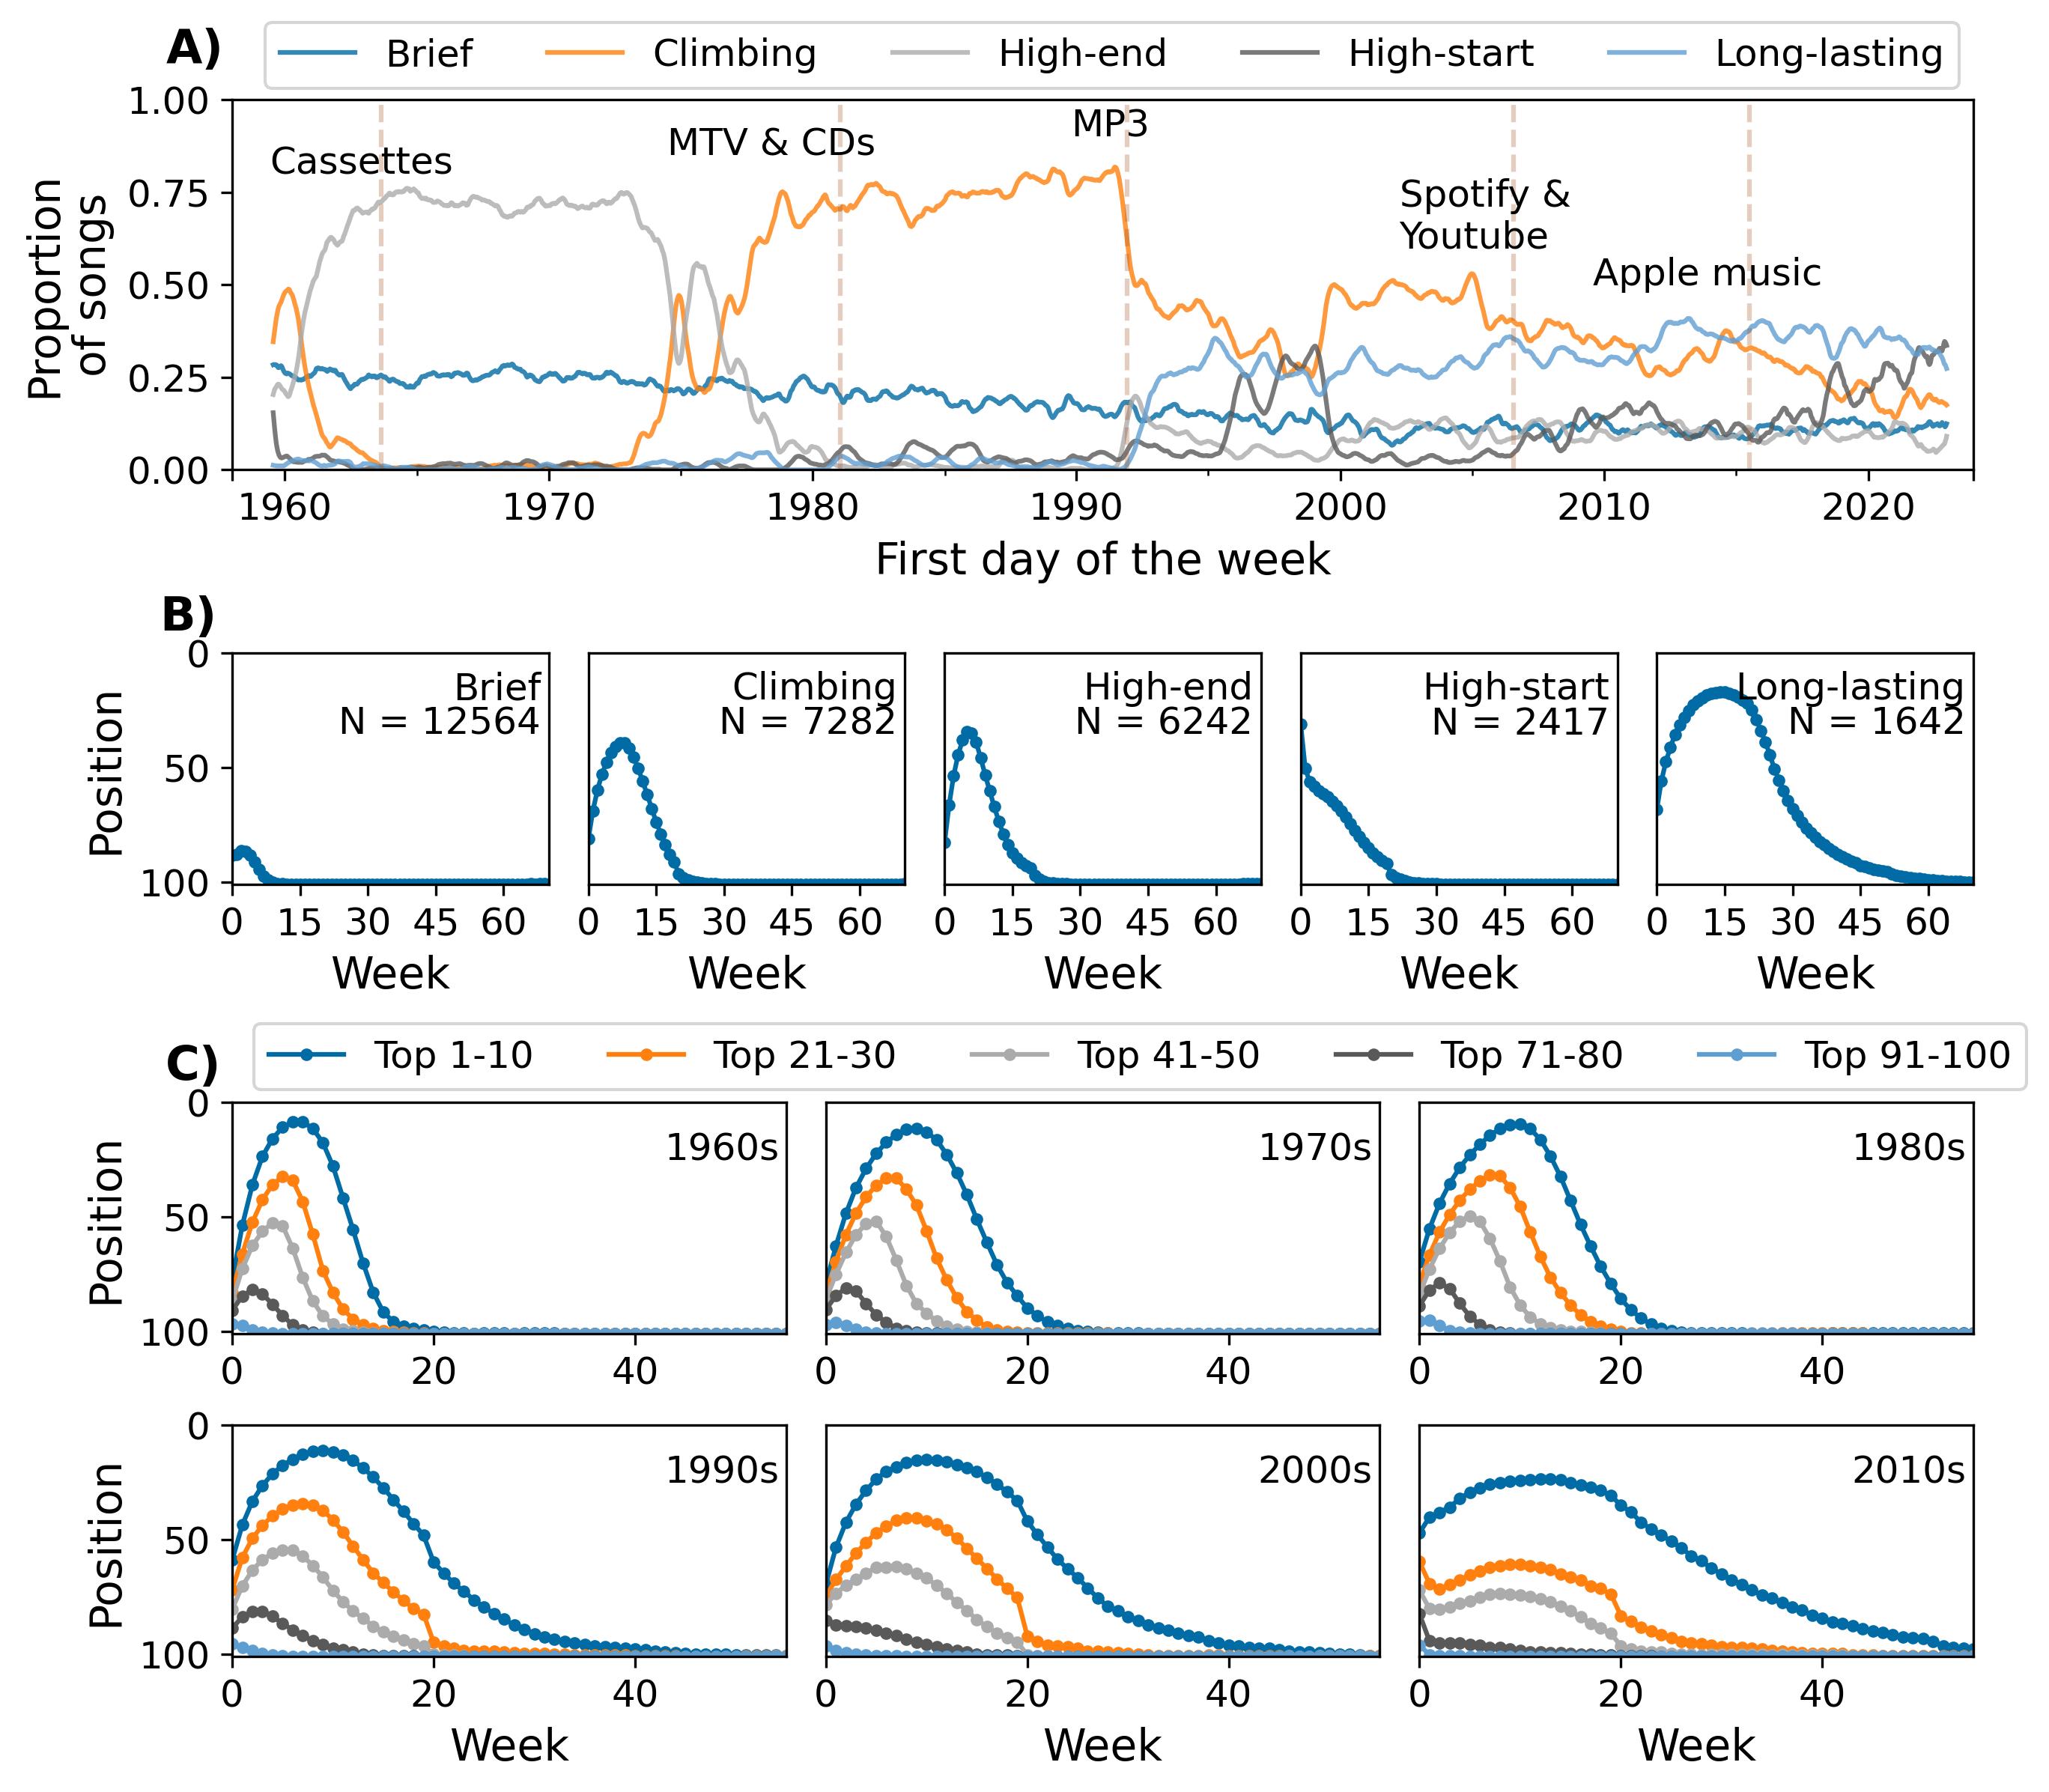 A)
Brief Climbing High-end High-start Long-lasting
1.00
0.75
0.50
0.25
0.00
Proportion
of songs
Cassettes
MTV & CDs
MP3
Spotify &
Youtube
Apple music
1960 1970 1980 1990 2000 2010 2020
First day of the week
B)
0
50
100
Position
Brief
N = 12564
Climbing
N = 7282
High-end
N = 6242
High-start
N = 2417
Long-lasting
N = 1642
0 15 30 45 60
0 15 30 45 60
0 15 30 45 60
0 15 30 45 60
0 15 30 45 60
Week Week Week Week Week
C)
Top 1-10 Top 21-30 Top 41-50 Top 71-80 Top 91-100
0
50
100
Position
1960s
1970s
1980s
0 20 40
0 20 40
0 20 40
0
50
100
Position
1990s
2000s
2010s
0 20 40
0 20 40
0 20 40
Week Week Week